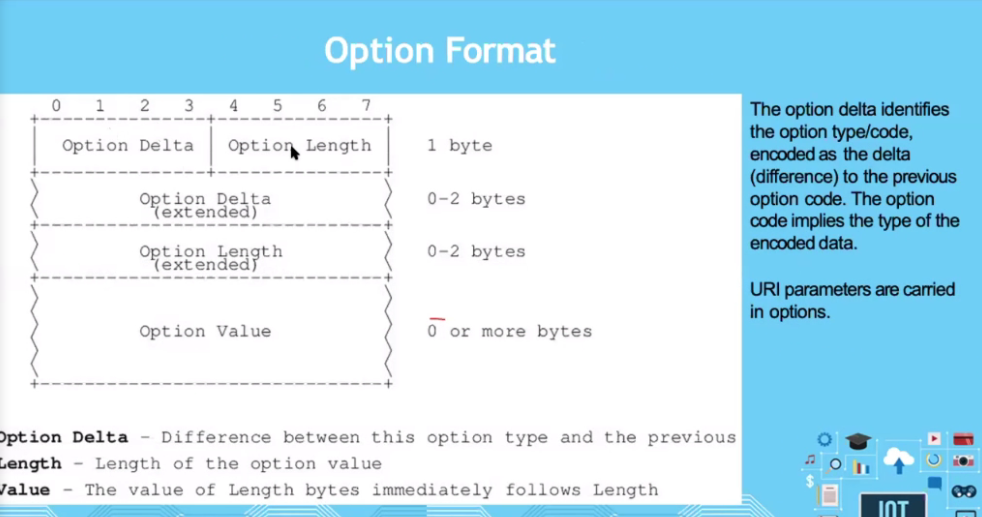 Option Format
0 1 2 3 4 5 6 7
Option Delta Option Length 1 byte
Option Delta 0-2 bytes
(extended)
Option Length 0-2 bytes
(extended)
Option Value 0 or more bytes
Option Delta - Difference between this option type and the previous
Length - Length of the option value
Value - The value of Length bytes immediately follows Length
The option delta identifies
the option type/code,
encoded as the delta
(difference) to the previous
option code. The option
code implies the type of the
encoded data.
URI parameters are carried
in options.
$
IOT